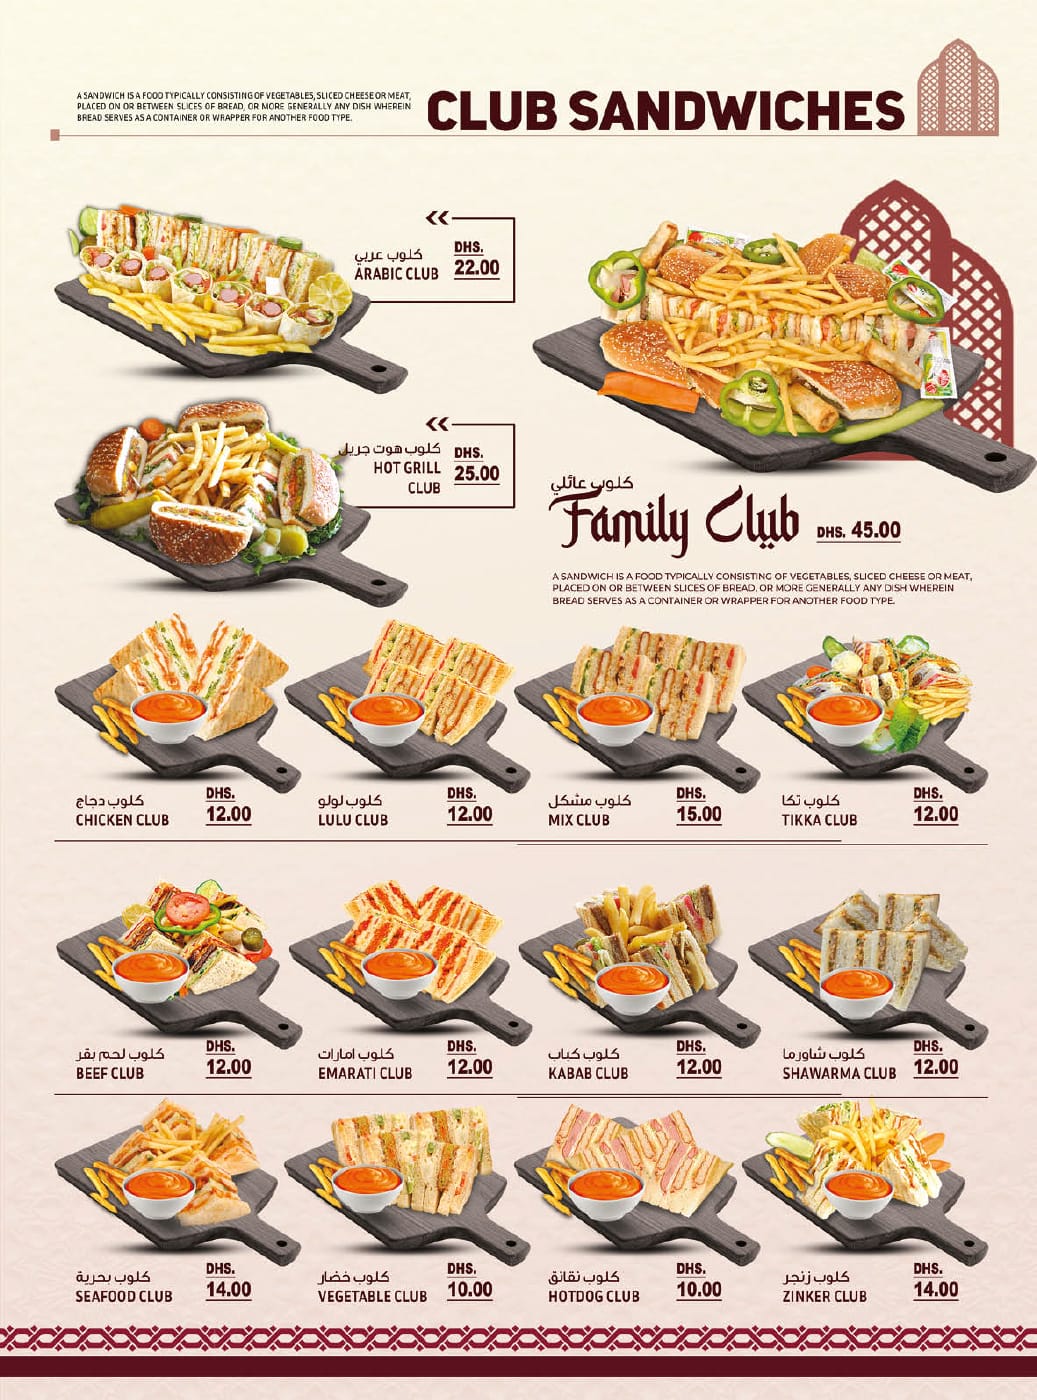 A SANDWICH IS A FOOD TYPICALLY CONSISTING OF VEGETABLES, SLICED CHEESE OR MEAT,
PLACED ON OR BETWEEN SLICES OF BREAD, OR MORE GENERALLY ANY DISH WHEREIN
BREAD SERVES AS A CONTAINER OR WRAPPER FOR ANOTHER FOOD TYPE.
CLUB SANDWICHES
كلوب عربي
ARABIC CLUB
DHS.
22.00
كلوب هوت جريل
HOT GRILL
CLUB
DHS.
25.00
كلوب عائلي
Family Club DHS. 45.00
A SANDWICH IS A FOOD TYPICALLY CONSISTING OF VEGETABLES, SLICED CHEESE OR MEAT,
PLACED ON OR BETWEEN SLICES OF BREAD, OR MORE GENERALLY ANY DISH WHEREIN
BREAD SERVES AS A CONTAINER OR WRAPPER FOR ANOTHER FOOD TYPE.
كلوب دجاج
CHICKEN CLUB
DHS.
12.00
كلوب لولو
LULU CLUB
DHS.
12.00
كلوب مشكل
MIX CLUB
DHS.
15.00
كلوب تكا
TIKKA CLUB
DHS.
12.00
كلوب لحم بقر
BEEF CLUB
DHS.
12.00
كلوب امارات
EMARATI CLUB
DHS.
12.00
كلوب كباب
KABAB CLUB
DHS.
12.00
كلوب شاورما
SHAWARMA CLUB
DHS.
12.00
كلوب بحرية
SEAFOOD CLUB
DHS.
14.00
كلوب خضار
VEGETABLE CLUB
DHS.
10.00
كلوب نقانق
HOTDOG CLUB
DHS.
10.00
كلوب زنجر
ZINKER CLUB
DHS.
14.00